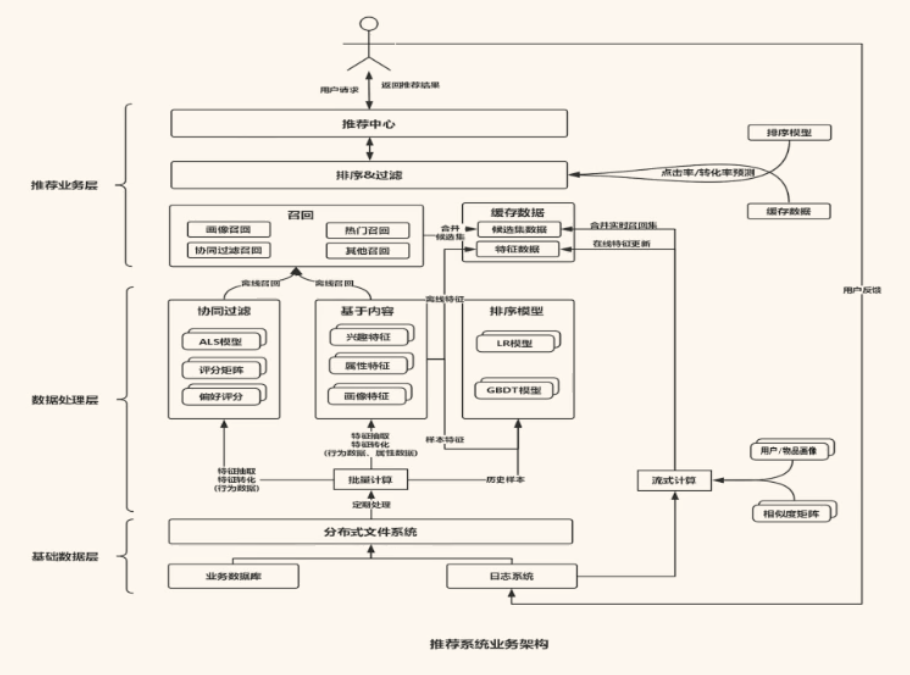 用户请求
返回推荐结果
推荐中心
排序模型
推荐业务层
排序&过滤
点击率/转化率预测
缓存数据
召回
画像召回
热门召回
协同过滤召回
其他召回
合并
候选集
缓存数据
候选集数据
特征数据
合并实时召回集
在线特征更新
离线召回
离线召回
离线特征
用户反馈
数据处理层
协同过滤
ALS模型
评分矩阵
偏好评分
基于内容
兴趣特征
属性特征
画像特征
排序模型
LR模型
GBDT模型
特征抽取
特征转化
(行为数据、属性数据)
样本特征
特征抽取
特征转化
(行为数据)
批量计算
历史样本
流式计算
用户/物品画像
相似度矩阵
定期处理
基础数据层
分布式文件系统
业务数据库
日志系统
推荐系统业务架构